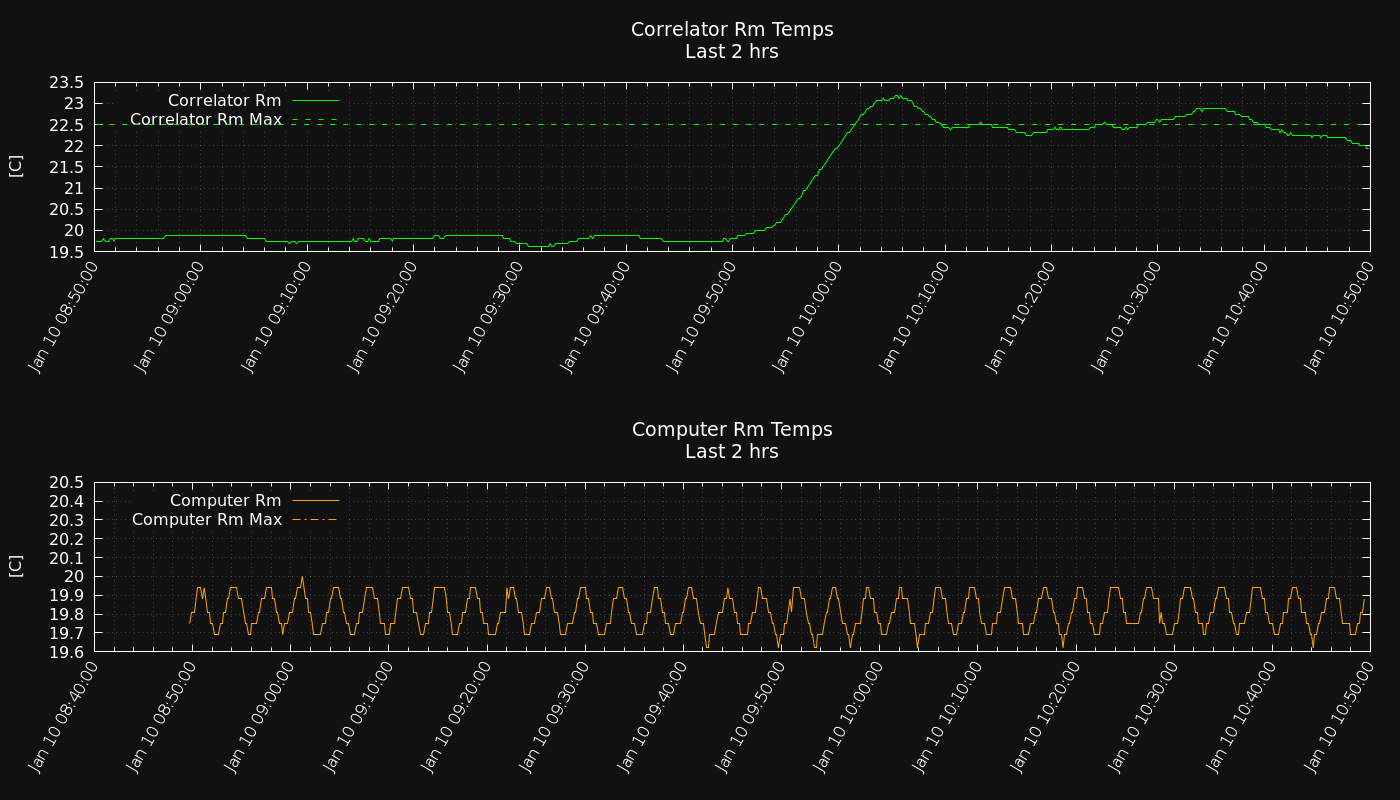 Correlator Rm Temps
Last 2 hrs
23.5
23
22.5
22
21.5
21
20.5
20
19.5
[C]
Correlator Rm
Correlator Rm Max
Jan 10 08:50:00
Jan 10 09:00:00
Jan 10 09:10:00
Jan 10 09:20:00
Jan 10 09:30:00
Jan 10 09:40:00
Jan 10 09:50:00
Jan 10 10:00:00
Jan 10 10:10:00
Jan 10 10:20:00
Jan 10 10:30:00
Jan 10 10:40:00
Jan 10 10:50:00
Computer Rm Temps
Last 2 hrs
20.5
20.4
20.3
20.2
20.1
20
19.9
19.8
19.7
19.6
[C]
Computer Rm
Computer Rm Max
Jan 10 08:40:00
Jan 10 08:50:00
Jan 10 09:00:00
Jan 10 09:10:00
Jan 10 09:20:00
Jan 10 09:30:00
Jan 10 09:40:00
Jan 10 09:50:00
Jan 10 10:00:00
Jan 10 10:10:00
Jan 10 10:20:00
Jan 10 10:30:00
Jan 10 10:40:00
Jan 10 10:50:00